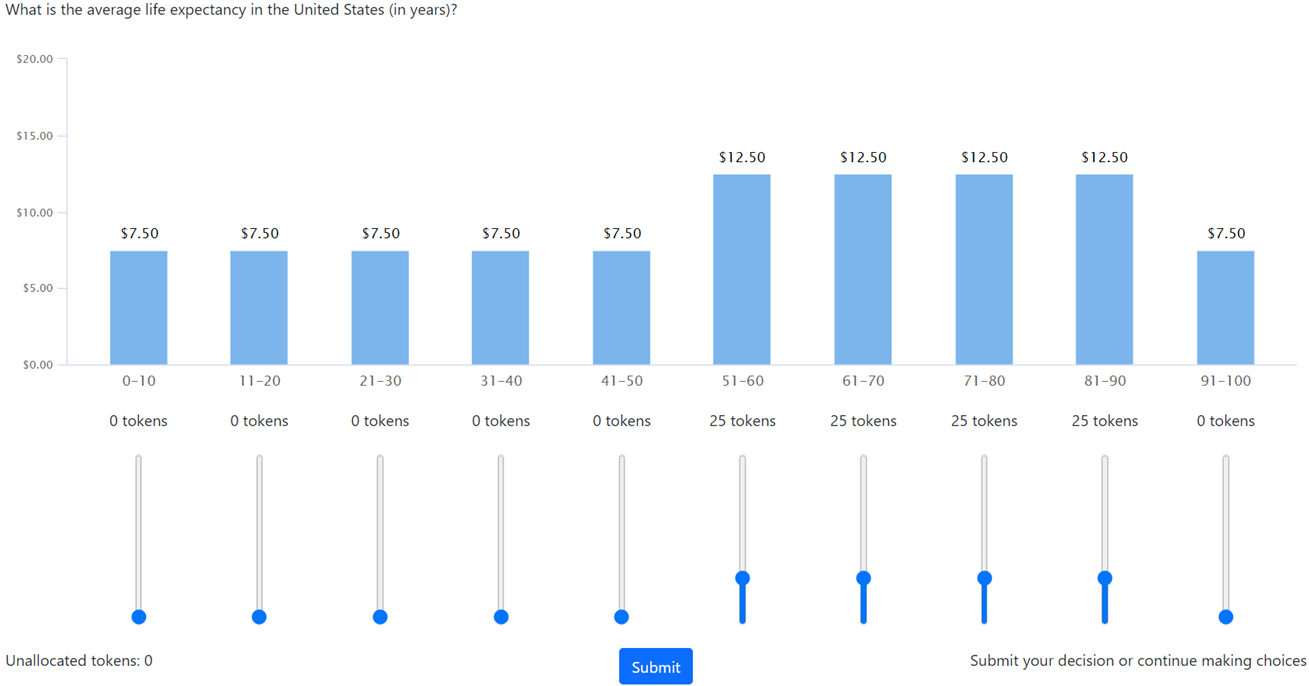 What is the average life expectancy in the United States (in years)?
$20.00
$15.00
$12.50 $12.50 $12.50 $12.50
$10.00
$7.50 $7.50 $7.50 $7.50 $7.50 $7.50
$5.00
$0.00
0-10 11-20 21-30 31-40 41-50 51-60 61-70 71-80 81-90 91-100
0 tokens 0 tokens 0 tokens 0 tokens 0 tokens 25 tokens 25 tokens 25 tokens 25 tokens 0 tokens
Unallocated tokens: 0 Submit Submit your decision or continue making choices